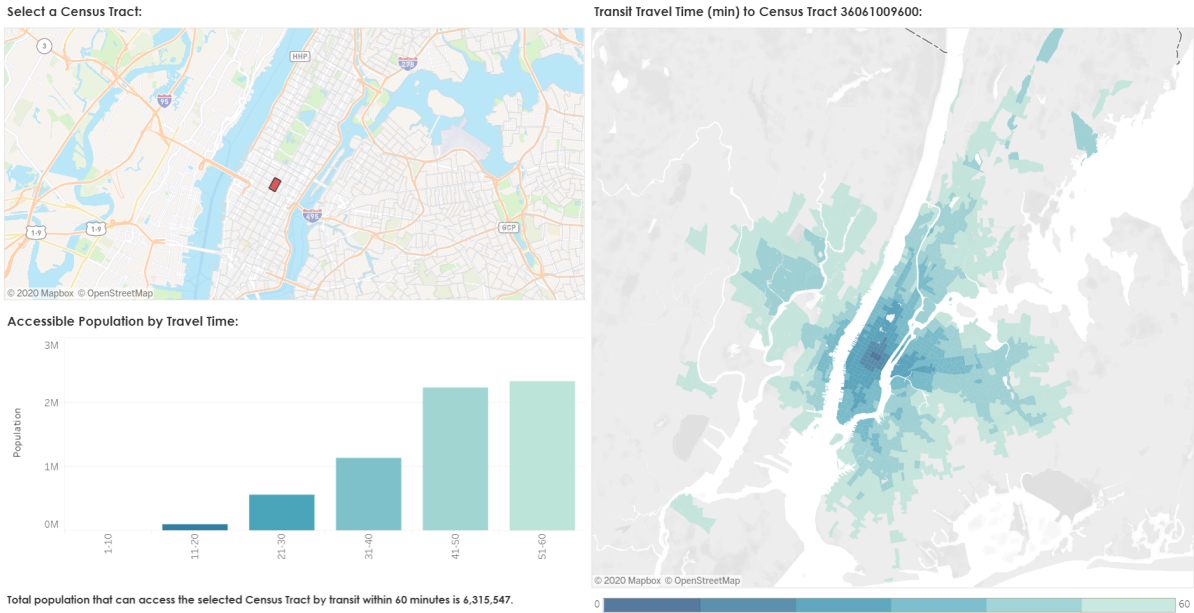 Select a Census Tract:
3
HHP
278
95
1-9
1-9
495
GCP
© 2020 Mapbox © OpenStreetMap
Accessible Population by Travel Time:
3M
2M
1M
0M
Population
1-10
11-20
21-30
31-40
41-50
51-60
Total population that can access the selected Census Tract by transit within 60 minutes is 6,315,547.
Transit Travel Time (min) to Census Tract 36061009600:
© 2020 Mapbox © OpenStreetMap
0
60